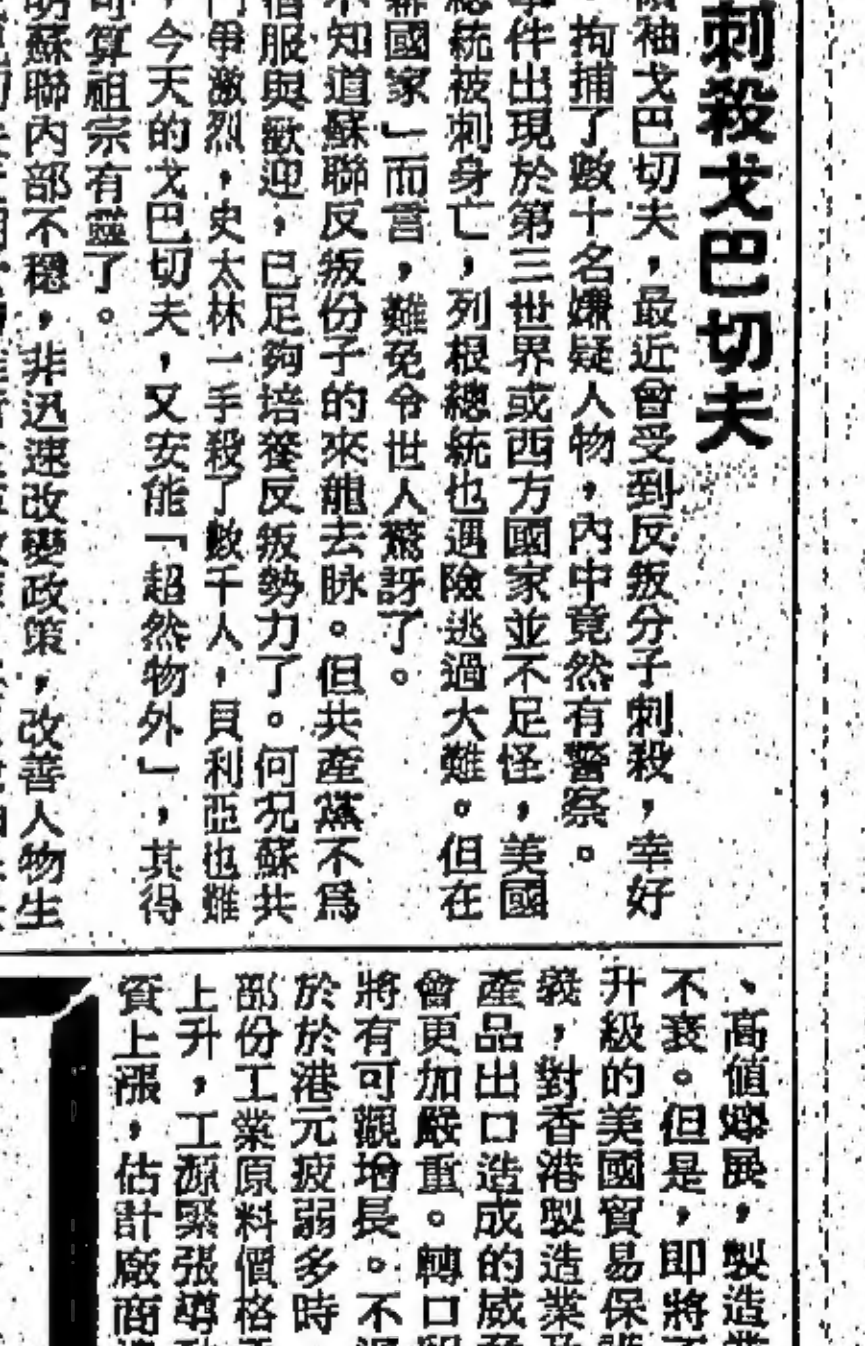 刺殺戈巴切夫
領袖戈巴切夫，最近曾受到反叛分子刺殺，幸好
拘捕了數十名嫌疑人物，內中竟然有警察。
事件出現於第三世界或西方國家並不足怪，美國
總統被刺身亡，列根總統也遇險逃過大難。但在
聯國家」而言，難免令世人驚訝了。
不知道蘇聯反叛份子的來龍去脉。但共產黨不爲
服與歡迎，已足夠培養反叛勢力了。何況蘇共
鬥爭激烈，史太林一手殺了數千人，貝利亞也難
，今天的戈巴切夫，又安能「超然物外」，其得
可算祖宗有靈了。
明蘇聯內部不穩，非迅速改變政策，改善人物生
、高值 展，製造
不衰。但是，即將
升級的美國貿易保
義，對香港製造業及
產品出口造成的威
會更加嚴重。轉口
將有可觀增長。不
於於港元疲弱多時
部份工業原料價格
上升，工源緊張導
資上漲，估計廠商